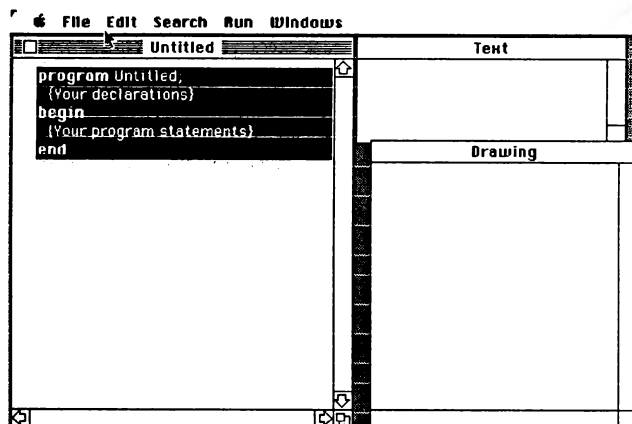 File Edit Search Run Windows
Untitled
program Untitled;
{Your declarations}
begin
{Your program statements}
end
Text
Drawing